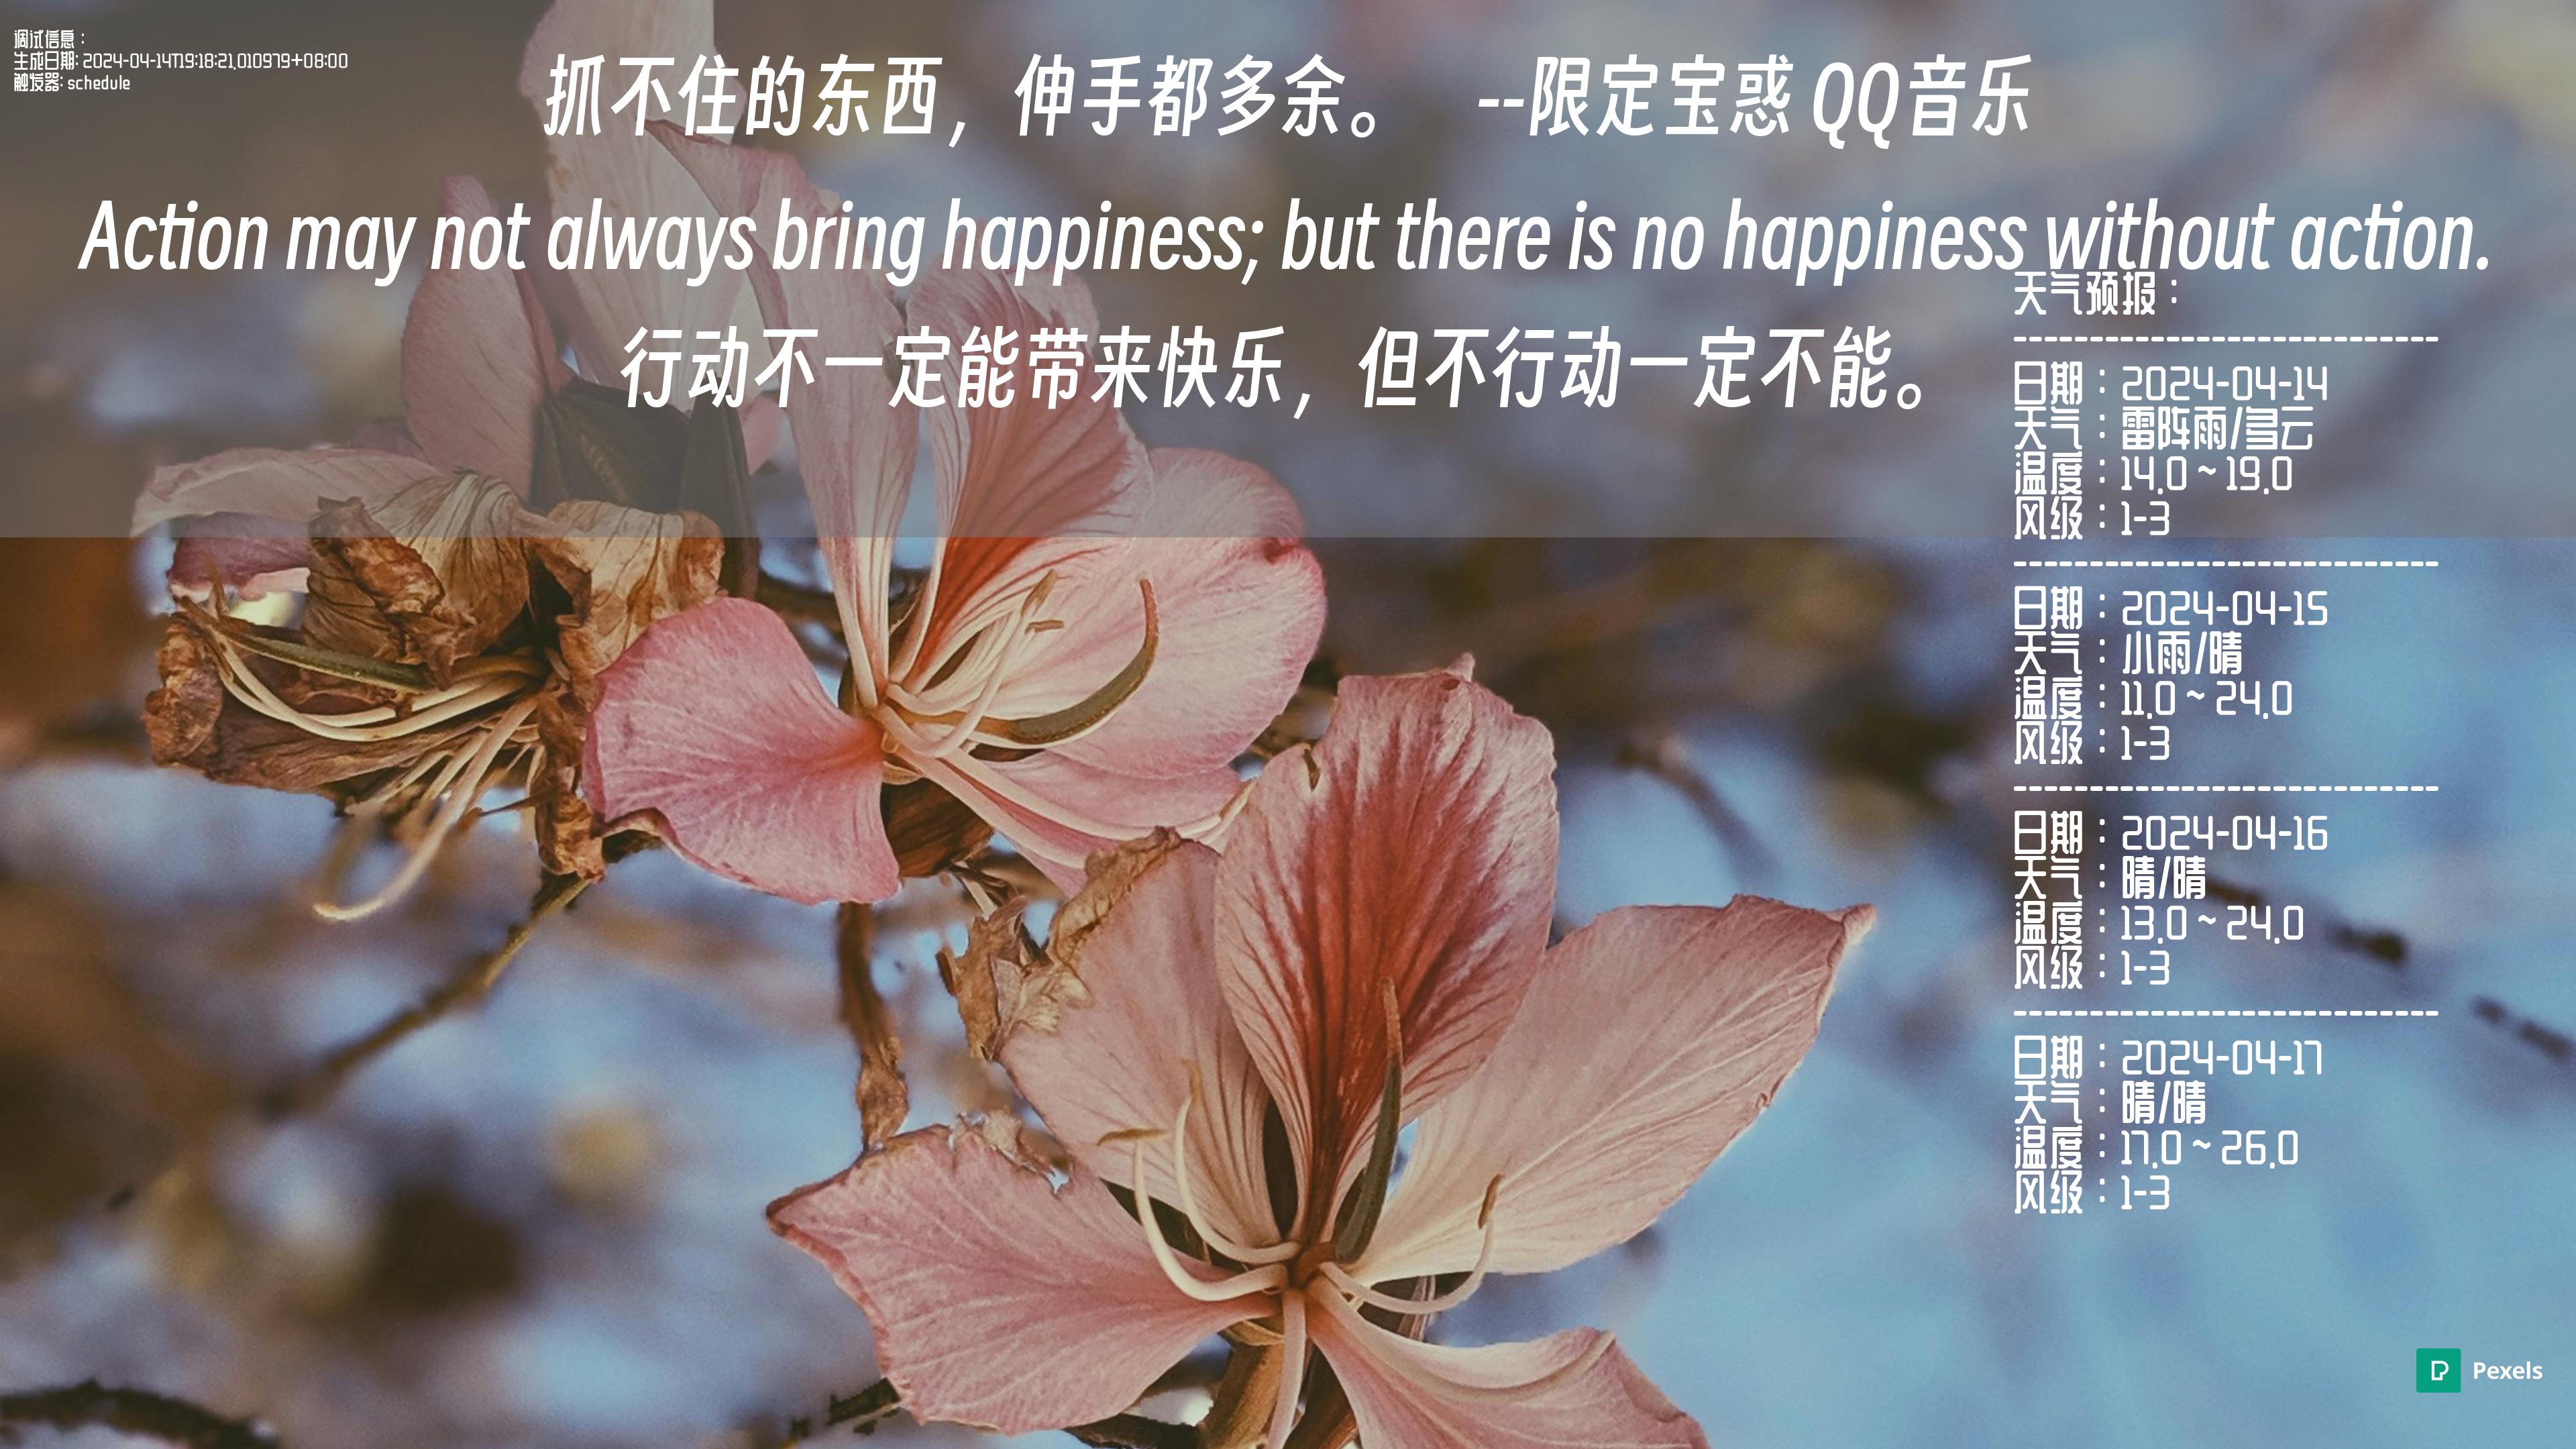 调试信息：
生成日期: 2024-04-14T19:18:21.010979+08:00
触发器: schedule
抓不住的东西，伸手都多余。 --限定宝惑 QQ音乐
Action may not always bring happiness; but there is no happiness without action.
行动不一定能带来快乐，但不行动一定不能。
天气预报：
----------------------------
日期：2024-04-14
天气：雷阵雨/多云
温度：14.0 ~ 19.0
风级：1-3
----------------------------
日期：2024-04-15
天气：小雨/晴
温度：11.0 ~ 24.0
风级：1-3
----------------------------
日期：2024-04-16
天气：晴/晴
温度：13.0 ~ 24.0
风级：1-3
----------------------------
日期：2024-04-17
天气：晴/晴
温度：17.0 ~ 26.0
风级：1-3
Pexels